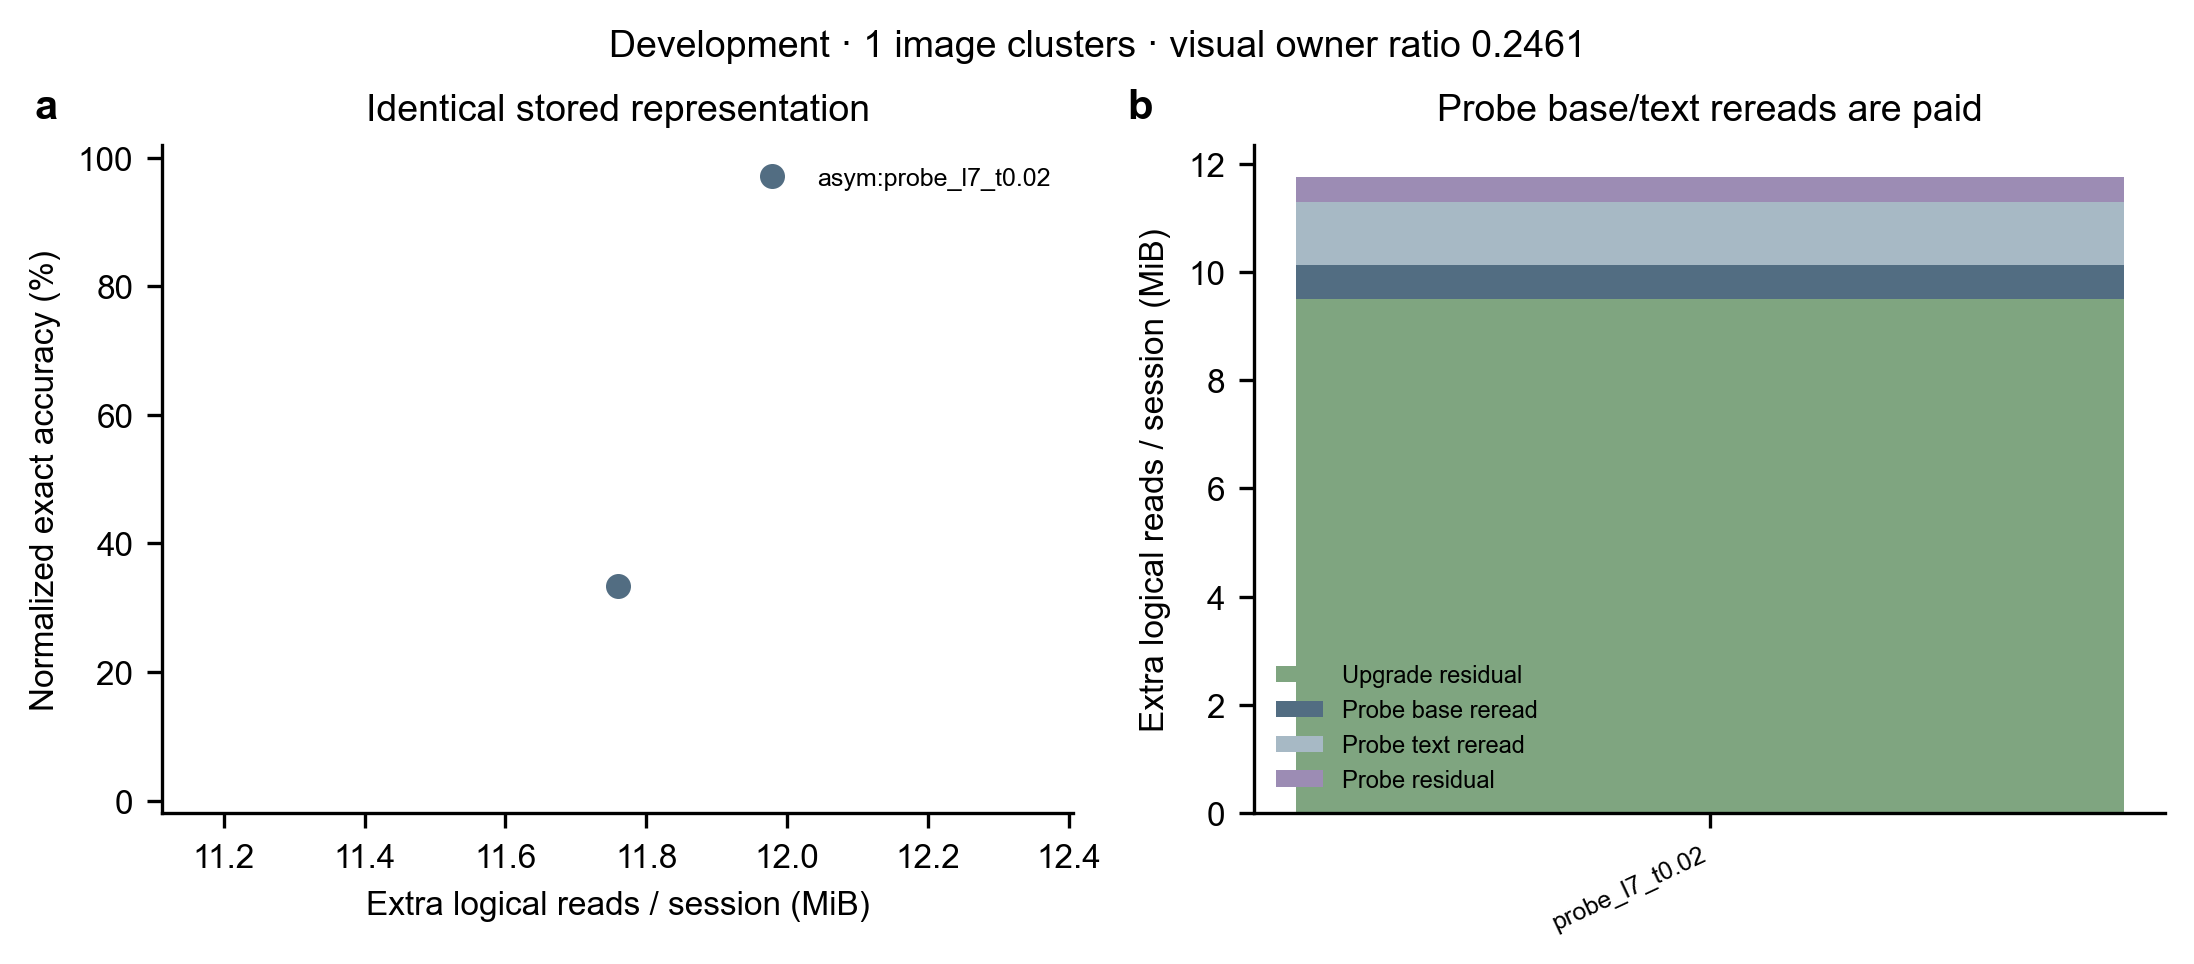 Development · 1 image clusters · visual owner ratio 0.2461
a
Identical stored representation
100
80
60
40
20
0
Normalized exact accuracy (%)
asym:probe_l7_t0.02
11.2
11.4
11.6
11.8
12.0
12.2
12.4
Extra logical reads / session (MiB)
b
Probe base/text rereads are paid
12
10
8
6
4
2
0
Extra logical reads / session (MiB)
Upgrade residual
Probe base reread
Probe text reread
Probe residual
probe_l7_t0.02